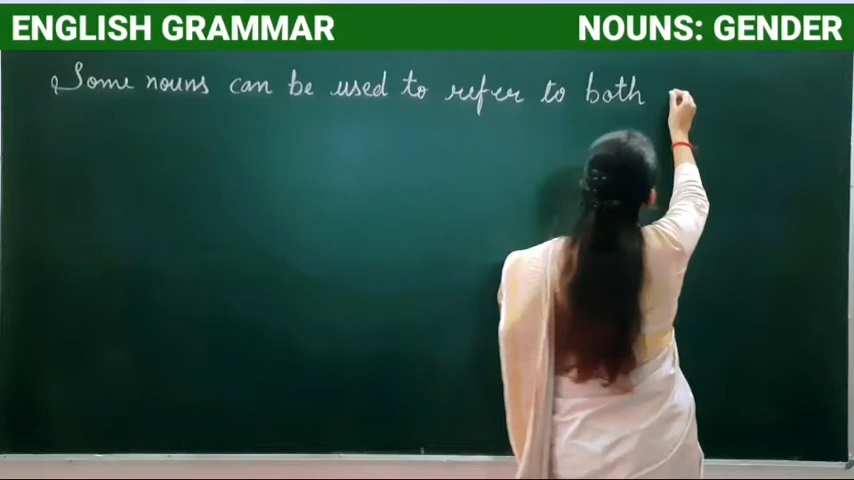 ENGLISH GRAMMAR NOUNS: GENDER
Some nouns can be used to refer to both